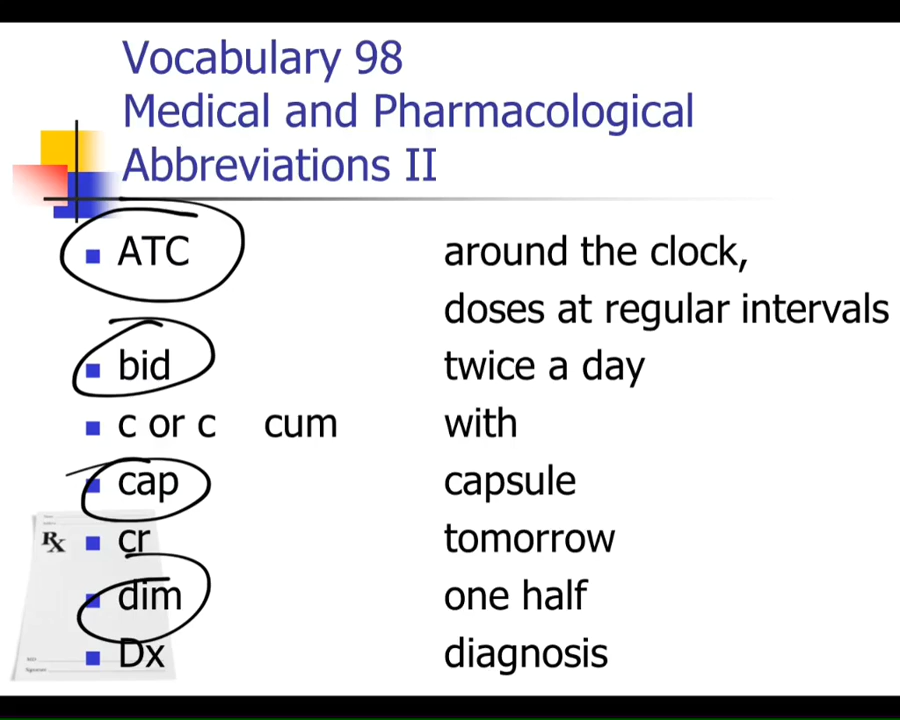 Vocabulary 98
Medical and Pharmacological
Abbreviations II
ATC around the clock,
doses at regular intervals
bid twice a day
c or c cum with
cap capsule
cr tomorrow
dim one half
Dx diagnosis
Rx